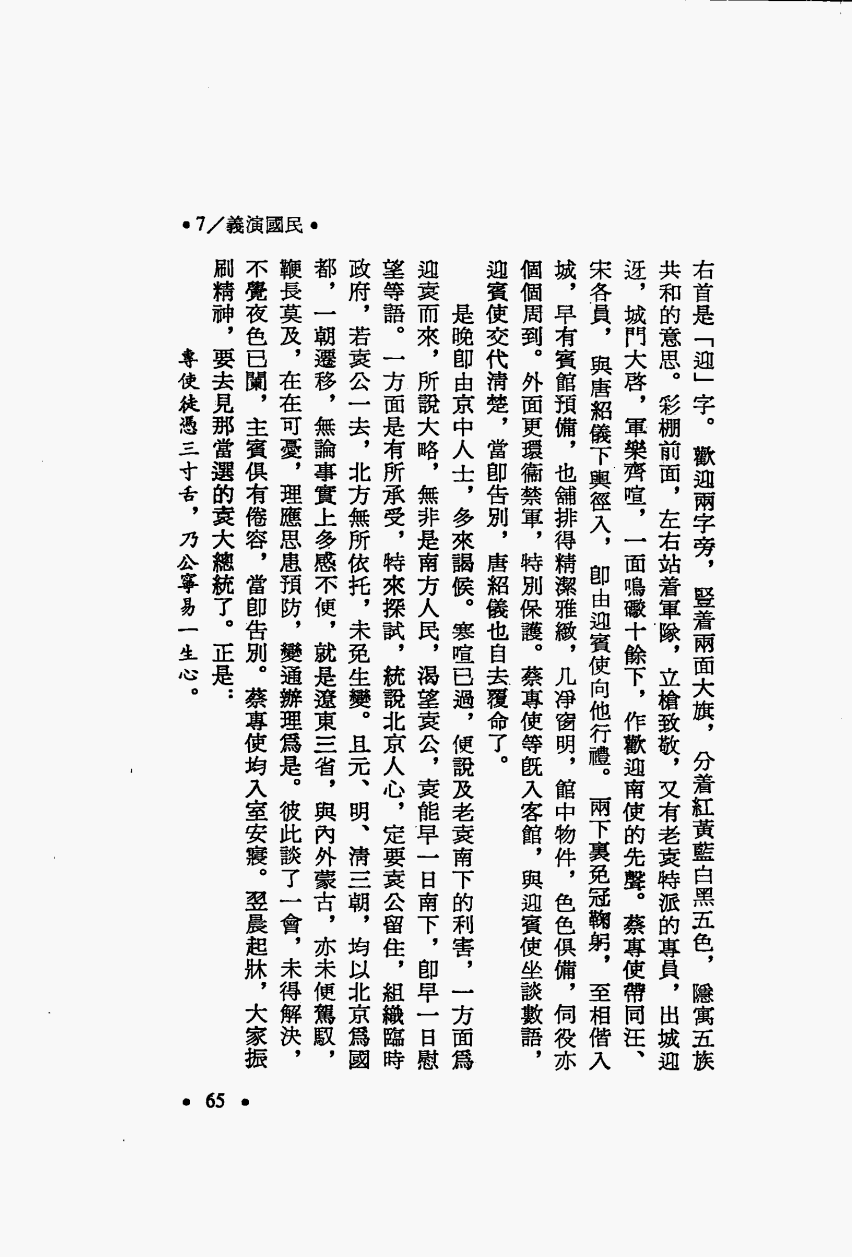 •7／義演國民•
右首是「迎」字。歡迎兩字旁，豎着兩面大旗，分着紅黃藍白黑五色，隱寓五族
共和的意思。彩棚前面，左右站着軍隊，立槍致敬，又有老袁特派的專員，出城迎
迓，城門大啓，軍樂齊喧，一面鳴礮十餘下，作歡迎南使的先聲。蔡專使帶同汪、
宋各員，與唐紹儀下輿徑入，卽由迎賓使向他行禮。兩下裏免冠鞠躬，至相偕入
城，早有賓館預備，也鋪排得精潔雅緻，几凈窗明，館中物件，色色俱備，伺役亦
個個周到。外面更環衞禁軍，特別保護。蔡專使等旣入客館，與迎賓使坐談數語，
迎賓使交代淸楚，當卽告別，唐紹儀也自去覆命了。
是晚卽由京中人士，多來謁候。寒喧已過，便說及老袁南下的利害，一方面爲
迎袁而來，所說大略，無非是南方人民，渴望袁公，袁能早一日南下，卽早一日慰
望等語。一方面是有所承受，特來探試，統說北京人心，定要袁公留住，組織臨時
政府，若袁公一去，北方無所依托，未免生變。且元、明、淸三朝，均以北京爲國
都，一朝遷移，無論事實上多感不便，就是遼東三省，與內外蒙古，亦未便駕馭，
鞭長莫及，在在可憂，理應思患預防，變通辦理爲是。彼此談了一會，未得解決，
不覺夜色已闌，主賓俱有倦容，當卽告別。蔡專使均入室安寢。翌晨起牀，大家振
刷精神，要去見那當選的袁大總統了。正是：
專使徒憑三寸舌，乃公寧易一生心。
• 65 •